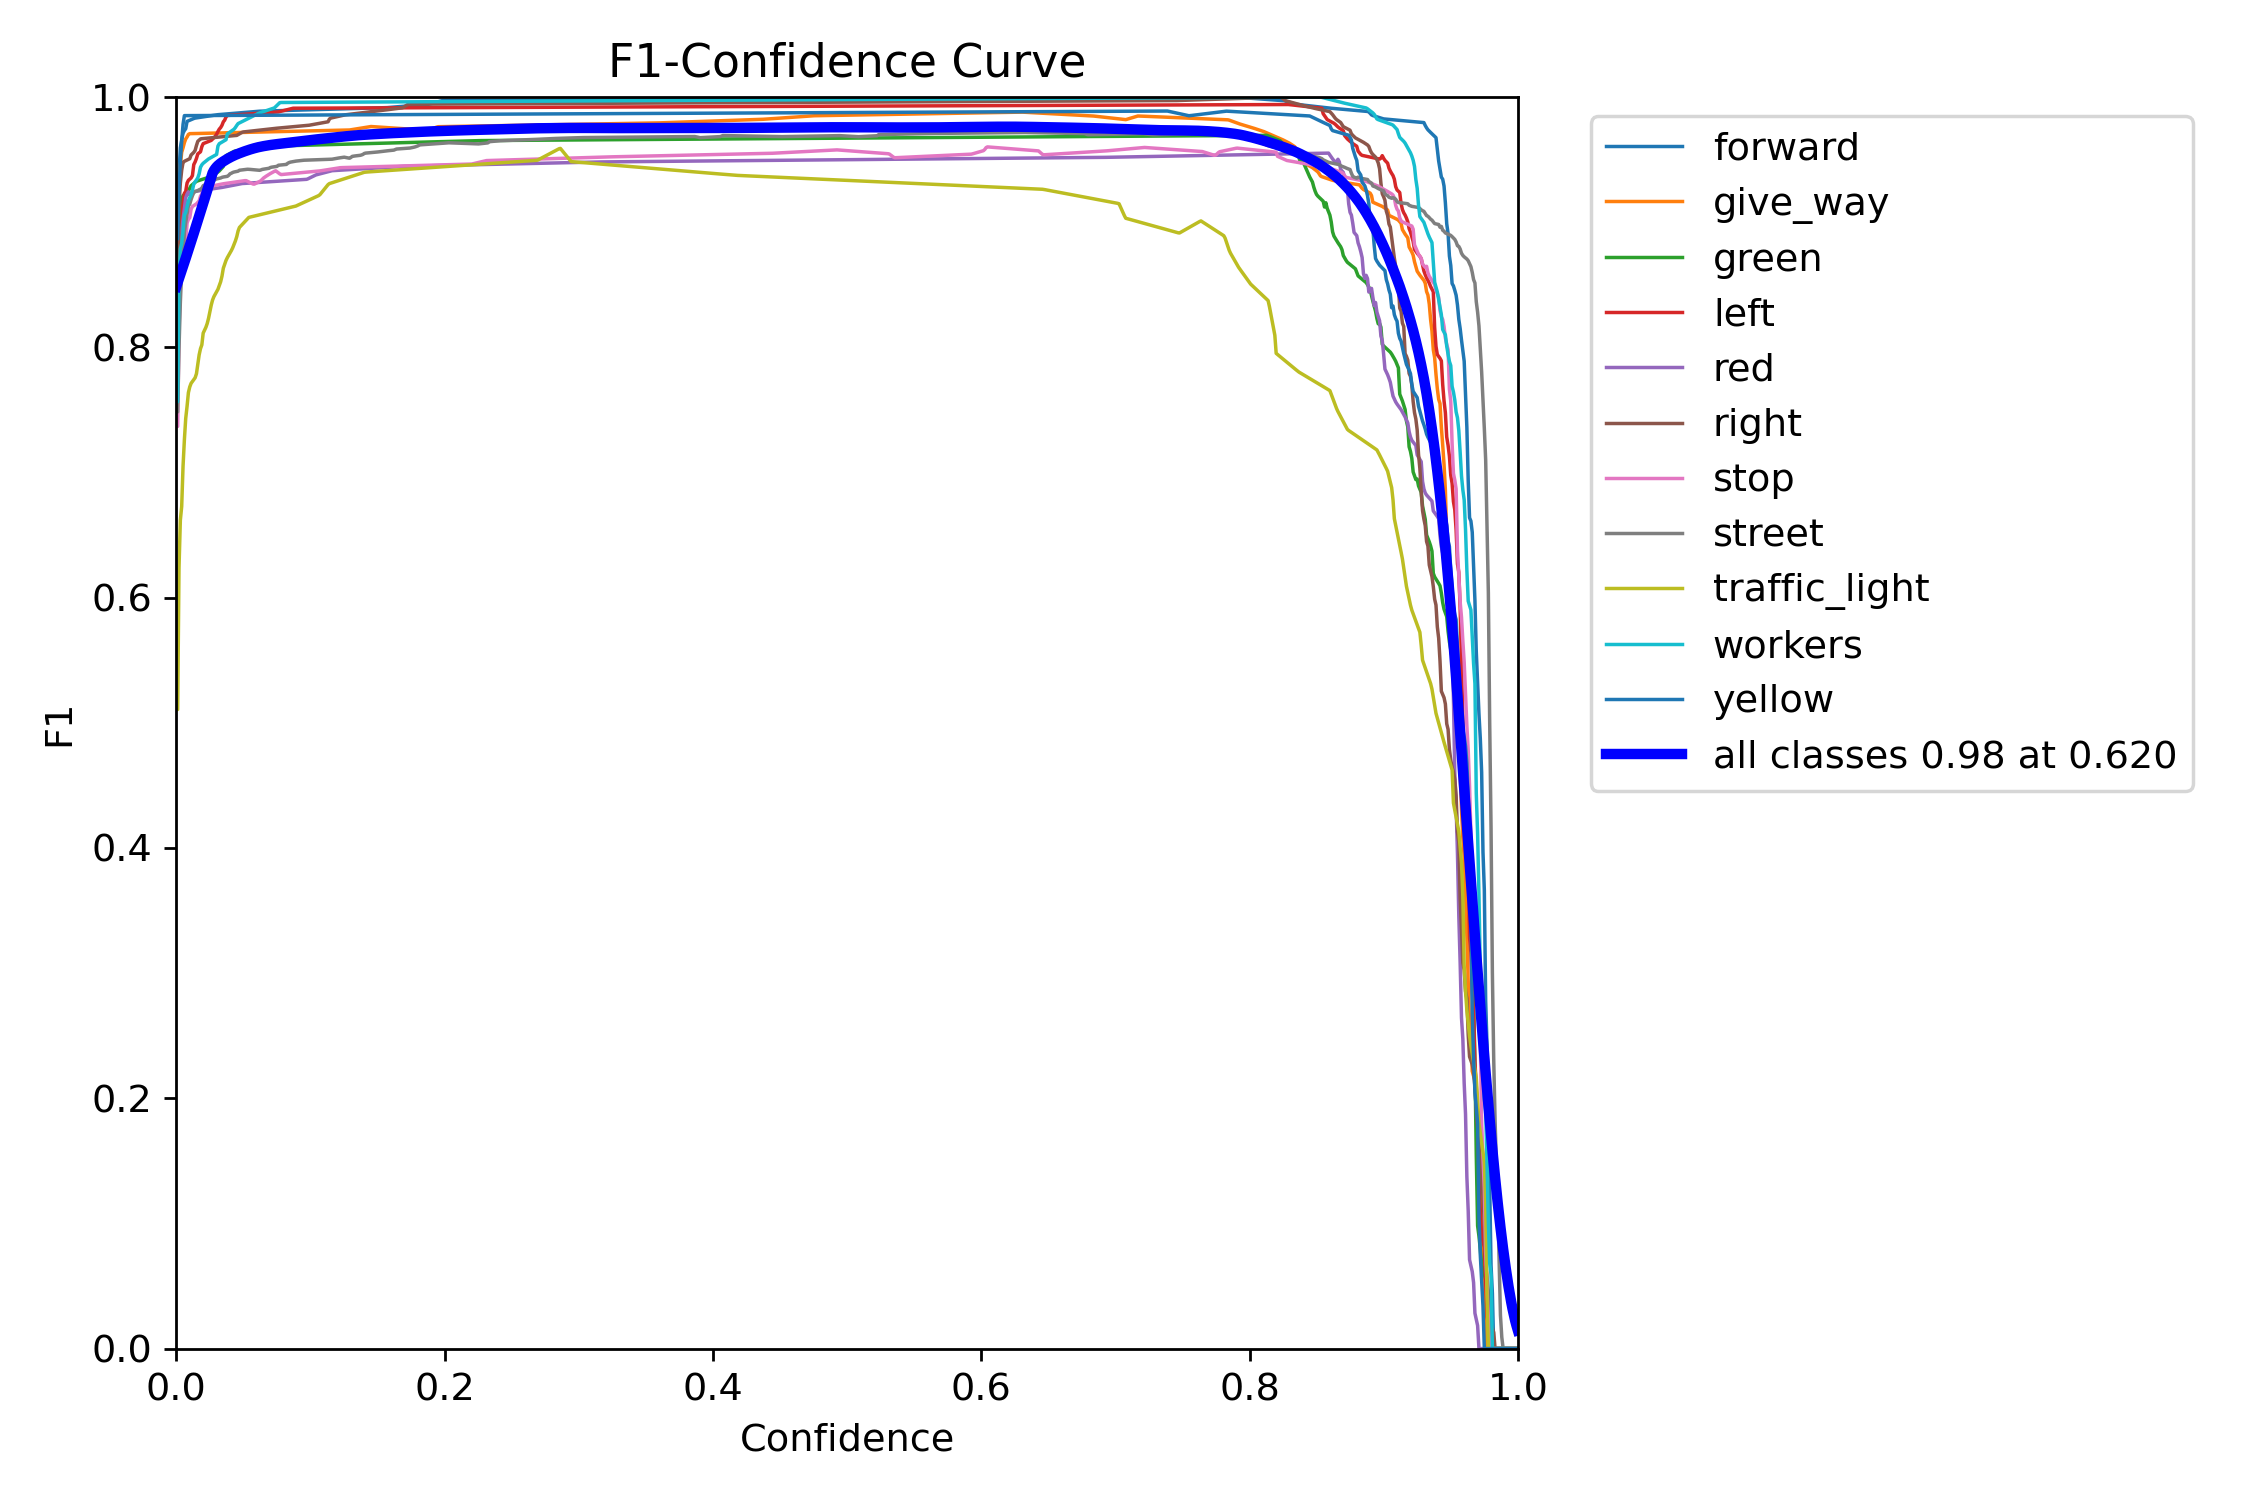 F1-Confidence Curve
1.0
0.8
0.6
0.4
0.2
0.0
F1
0.0 0.2 0.4 0.6 0.8 1.0
Confidence
forward
give_way
green
left
red
right
stop
street
traffic_light
workers
yellow
all classes 0.98 at 0.620